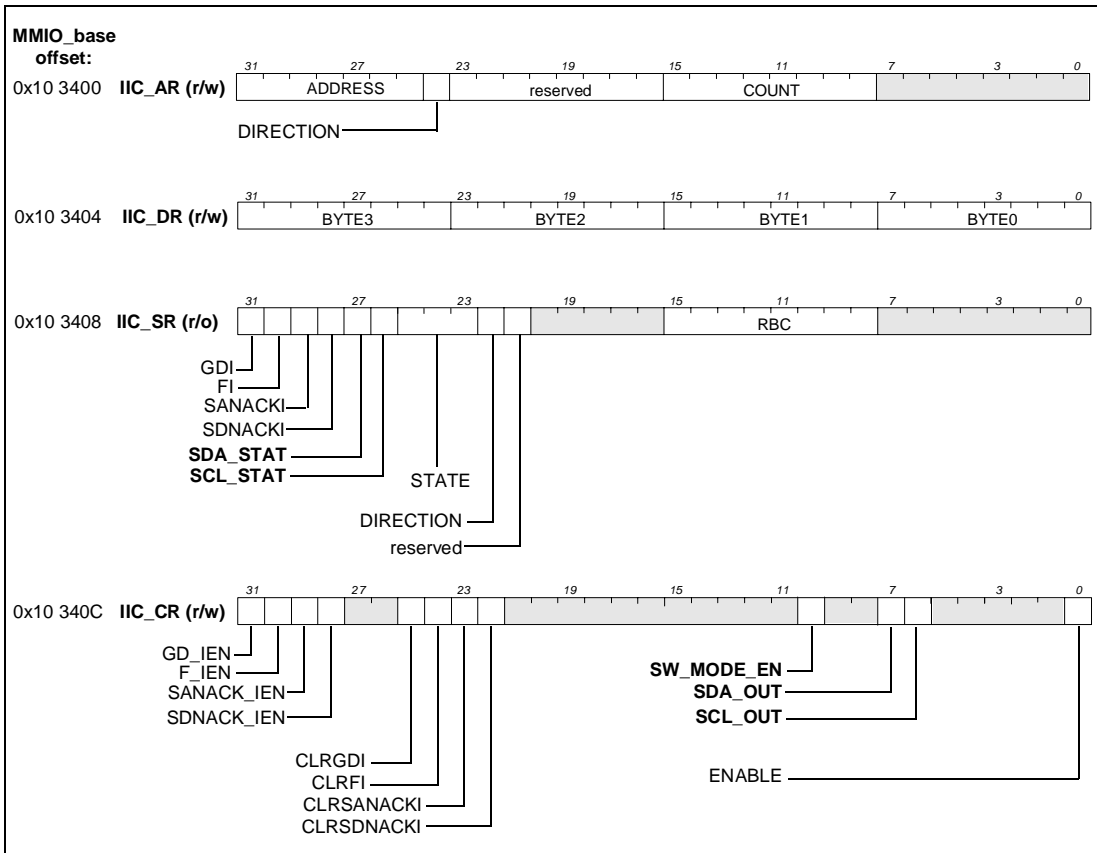 MMIO_base
offset:
31 27 23 19 15 11 7 3 0
0x10 3400 IIC_AR (r/w) ADDRESS reserved COUNT
DIRECTION
31 27 23 19 15 11 7 3 0
0x10 3404 IIC_DR (r/w) BYTE3 BYTE2 BYTE1 BYTE0
31 27 23 19 15 11 7 3 0
0x10 3408 IIC_SR (r/o) RBC
GDI
FI
SANACKI
SDNACKI
SDA_STAT
SCL_STAT
STATE
DIRECTION
reserved
31 27 23 19 15 11 7 3 0
0x10 340C IIC_CR (r/w)
GD_IEN
F_IEN
SANACK_IEN
SDNACK_IEN
CLRGDI
CLRFI
CLRSANACKI
CLRSDNACKI
SW_MODE_EN
SDA_OUT
SCL_OUT
ENABLE